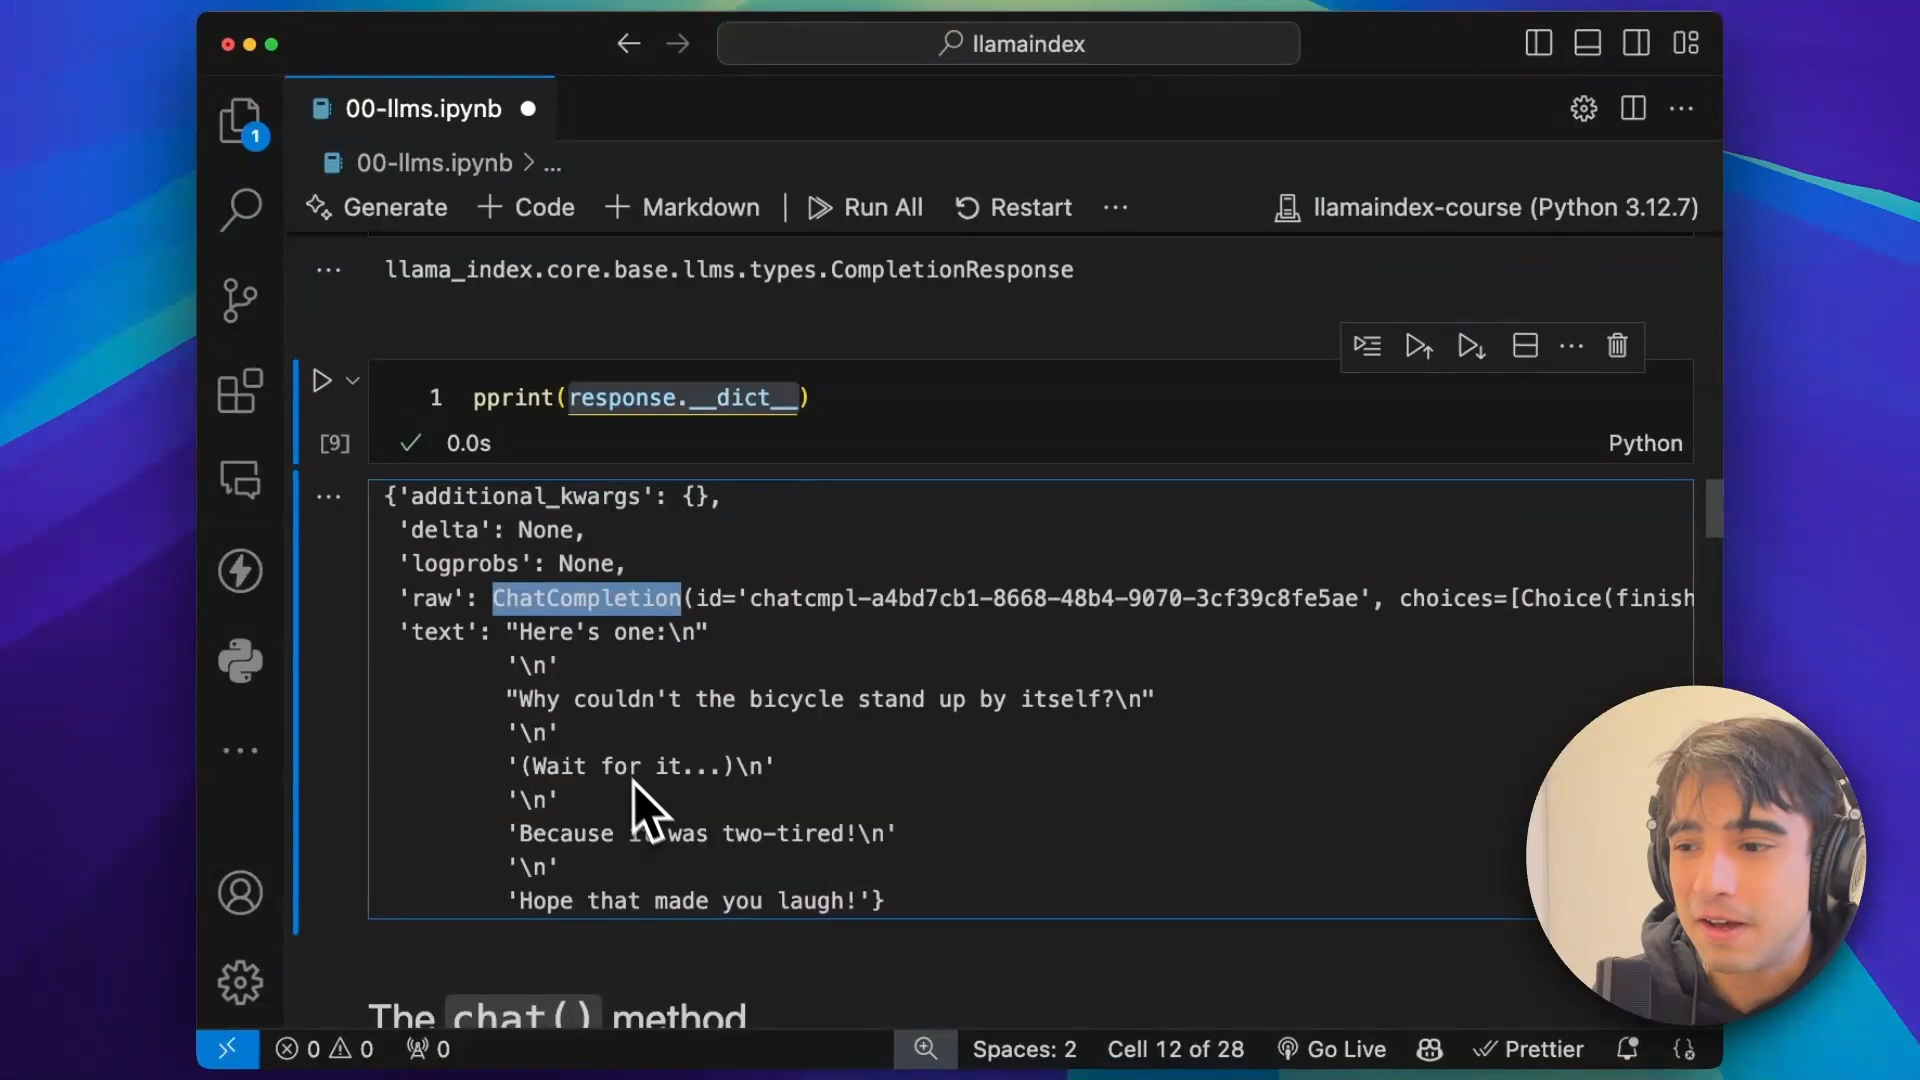 llamaindex
00-llms.ipynb
1
00-llms.ipynb > ...
Generate + Code + Markdown | Run All Restart ... llamaindex-course (Python 3.12.7)
... llama_index.core.base.llms.types.CompletionResponse
1 pprint(response.__dict__)
[9] 0.0s Python
... {'additional_kwargs': {},
'delta': None,
'logprobs': None,
'raw': ChatCompletion(id='chatcmpl-a4bd7cb1-8668-48b4-9070-3cf39c8fe5ae', choices=[Choice(finish
'text': "Here's one:\n"
'\n'
"Why couldn't the bicycle stand up by itself?\n"
'\n'
'(Wait for it...)\n'
'\n'
'Because it was two-tired!\n'
'\n'
'Hope that made you laugh!'}
The chat() method
0 0 0 Spaces: 2 Cell 12 of 28 Go Live Prettier